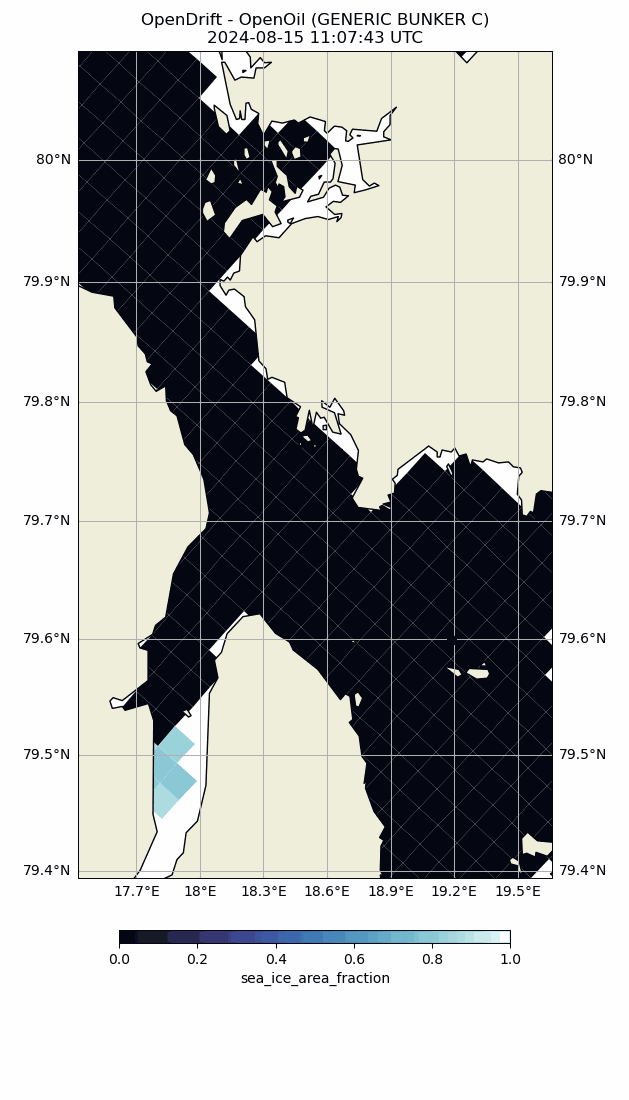 OpenDrift - OpenOil (GENERIC BUNKER C)
2024-08-15 11:07:43 UTC
80°N 80°N
79.9°N 79.9°N
79.8°N 79.8°N
79.7°N 79.7°N
79.6°N 79.6°N
79.5°N 79.5°N
79.4°N 79.4°N
17.7°E 18°E 18.3°E 18.6°E 18.9°E 19.2°E 19.5°E
0.0 0.2 0.4 0.6 0.8 1.0
sea_ice_area_fraction